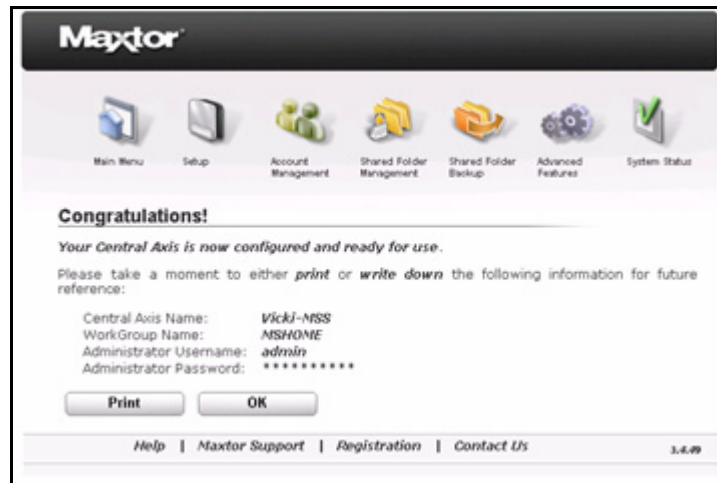 Maxtor
Main Menu
Setup
Account Management
Shared Folder Management
Shared Folder Backup
Advanced Features
System Status
Congratulations!
Your Central Axis is now configured and ready for use.
Please take a moment to either print or write down the following information for future
reference:
Central Axis Name: Vicki-MSS
WorkGroup Name: MSHOME
Administrator Username: admin
Administrator Password: **********
Print OK
Help | Maxtor Support | Registration | Contact Us
3.4.49